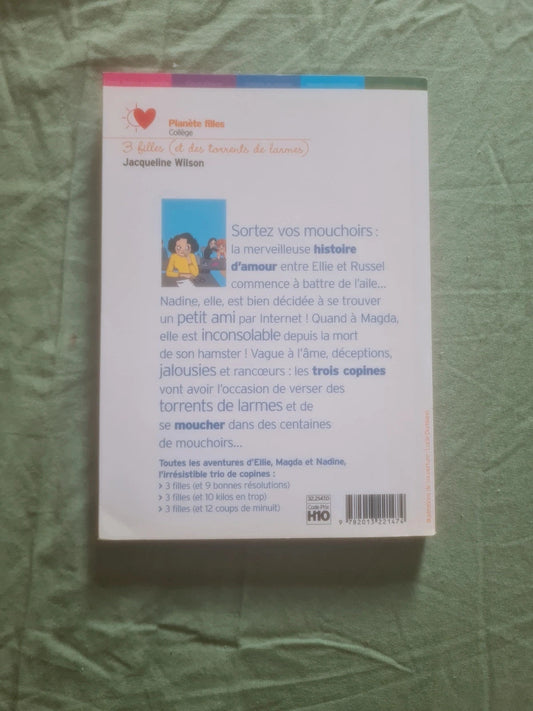 Planète filles
Collège
3 filles (et des torrents de larmes)
Jacqueline Wilson
Sortez vos mouchoirs :
la merveilleuse histoire
d'amour entre Ellie et Russel
commence à battre de l'aile...
Nadine, elle, est bien décidée à se trouver
un petit ami par Internet ! Quand à Magda,
elle est inconsolable depuis la mort
de son hamster ! Vague à l'âme, déceptions,
jalousies et rancœurs : les trois copines
vont avoir l'occasion de verser des
torrents de larmes et de
se moucher dans des centaines
de mouchoirs...
Toutes les aventures d'Ellie, Magda et Nadine,
l'irrésistible trio de copines :
> 3 filles (et 9 bonnes résolutions)
> 3 filles (et 10 kilos en trop)
> 3 filles (et 12 coups de minuit)
Code Prix
H10
9 782013 221474